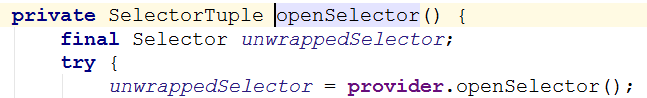 private SelectorTuple openSelector() {
final Selector unwrappedSelector;
try {
unwrappedSelector = provider.openSelector();